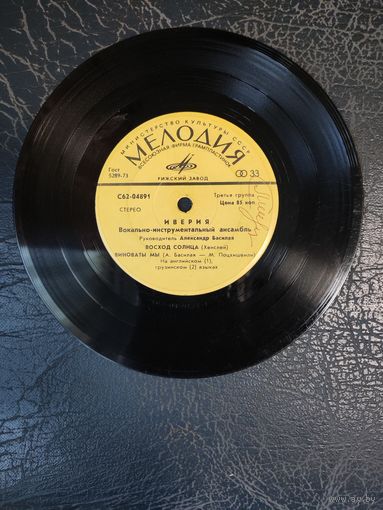 МИНИСТЕРСТВО КУЛЬТУРЫ СССР
МЕЛОДИЯ
ВСЕСОЮЗНАЯ ФИРМА ГРАМПЛАСТИНОК
Гост
5289-73
33
РИЖСКИЙ ЗАВОД
С62-04891
СТЕРЕО
Третья группа
Цена 85 коп
ИВЕРИЯ
Вокально-инструментальный ансамбль
Руководитель Александр Басилая
ВОСХОД СОЛНЦА (Хенслей)
ВИНОВАТЫ МЫ (А. Басилая — М. Поцхишвили)
На английском (1),
грузинском (2) языках